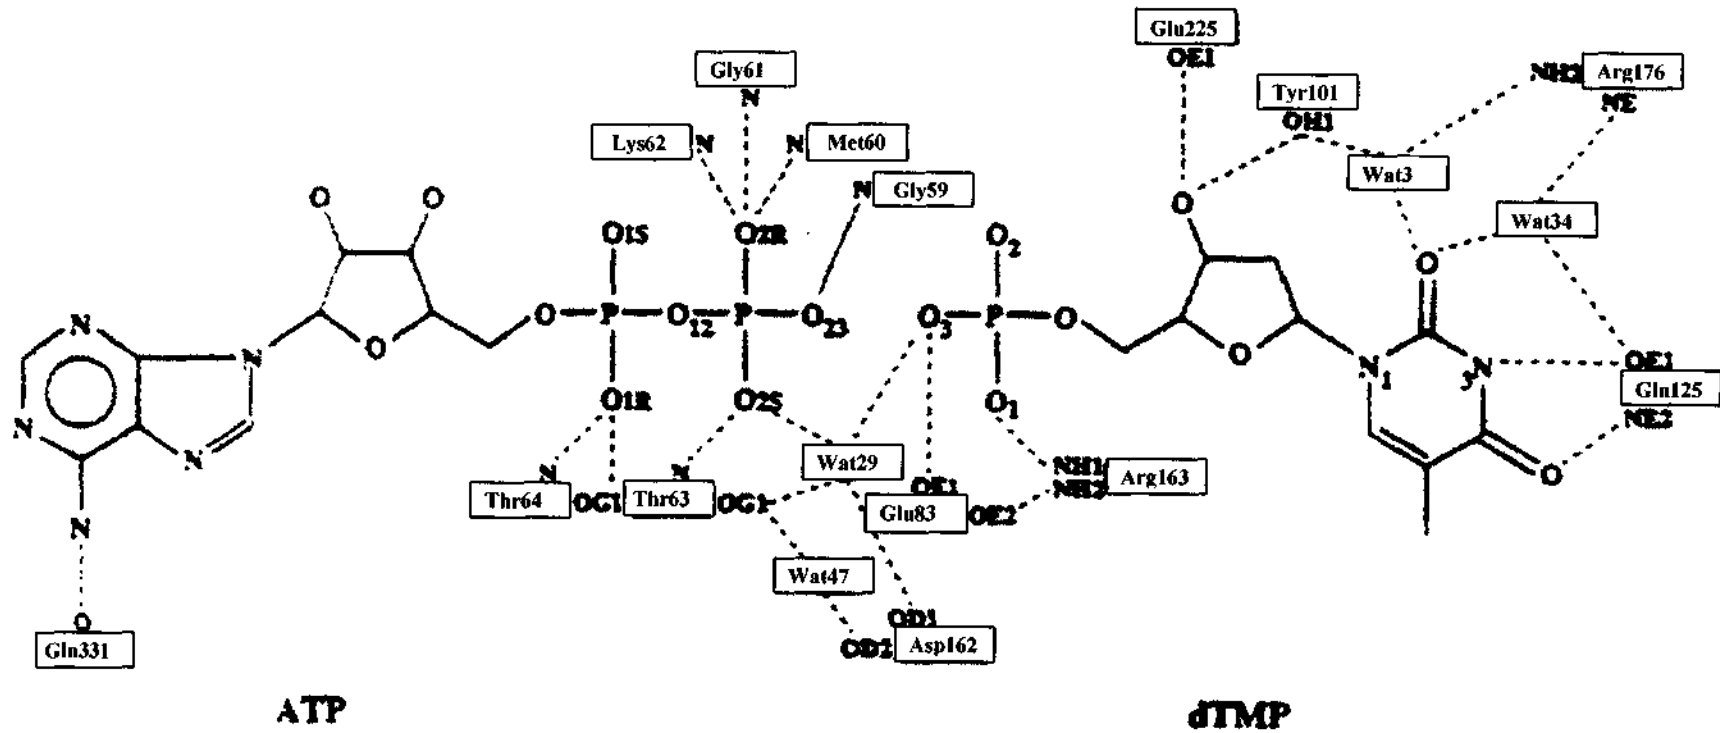 Glu225
OE1
Gly61
N
NH2 Arg176
NE
Tyr101
OH1
Lys62 N
N Met60
Wat3
N Gly59
O O
O
Wat34
O1S
O2R
O2
O
O P O12 P O23
O3 P O
N
N
O
O
N1
3N
OE1
Gln125
NE2
O1R
O2S
O1
N
N
Wat29
O
N
N
NH1
NH2 Arg163
Thr64 OG1
Thr63 OG1
OE1
Glu83 OE2
N
Wat47
O
Gln331
OD1
OD2 Asp162
ATP
dTMP